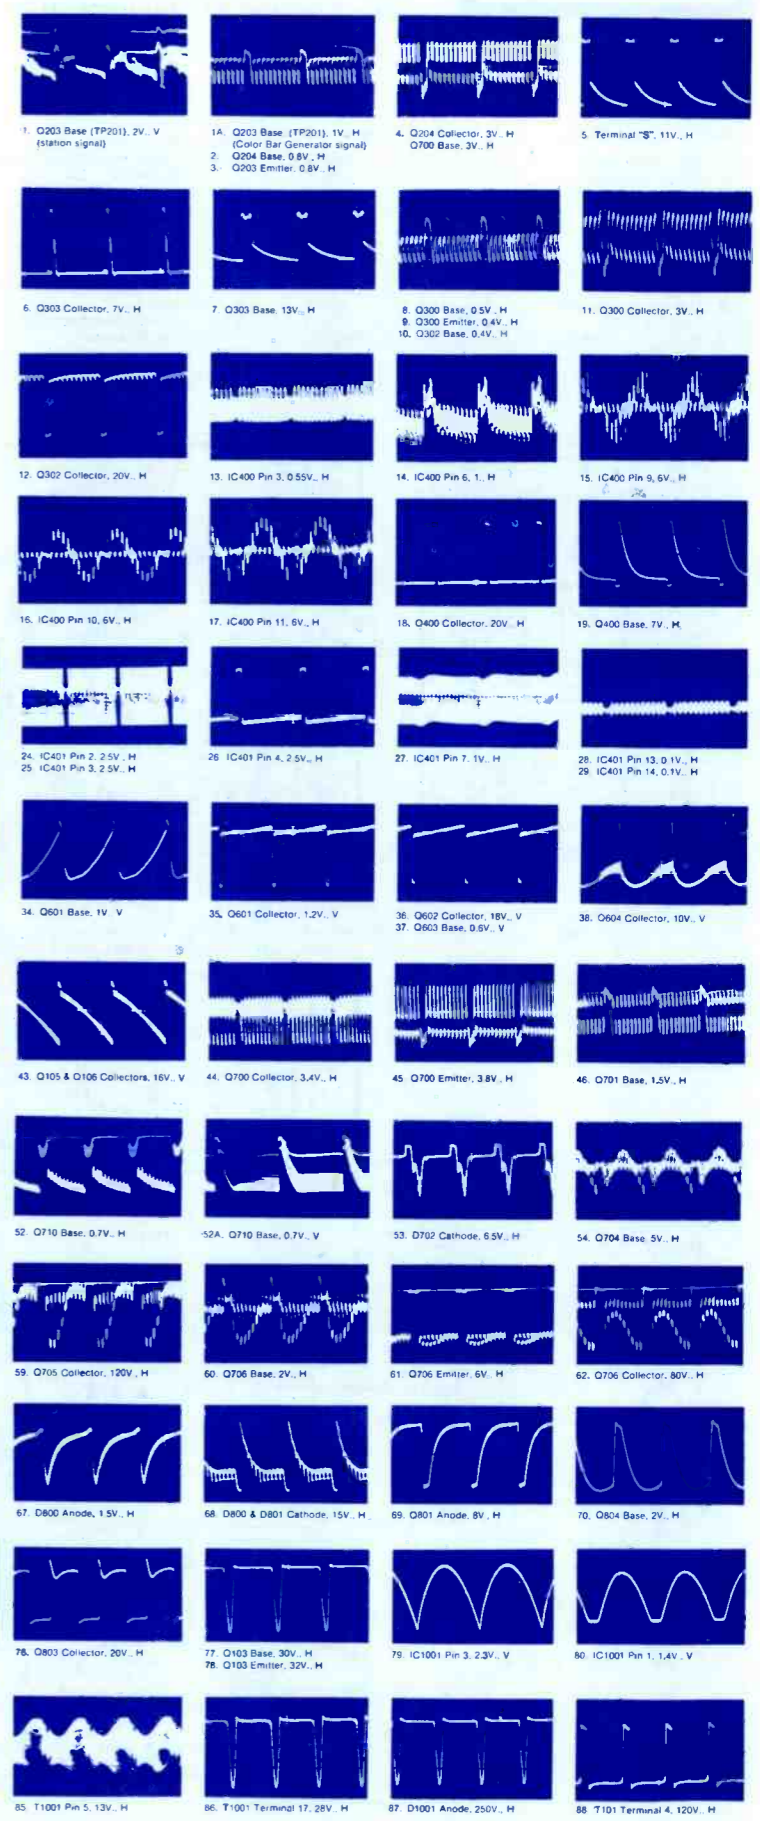 1. Q203 Base (TP201), 2V., V
(station signal)
1A. Q203 Base (TP201), 1V., H
(Color Bar Generator signal)
2. Q204 Base, 0.8V., H
3. Q203 Emitter, 0.8V., H
4. Q204 Collector, 3V., H
Q700 Base, 3V., H
5. Terminal "S", 11V., H
6. Q303 Collector, 7V., H
7. Q303 Base, 13V., H
8. Q300 Base, 0.5V., H
9. Q300 Emitter, 0.4V., H
10. Q302 Base, 0.4V., H
11. Q300 Collector, 3V., H
12. Q302 Collector, 20V., H
13. IC400 Pin 3, 0.55V., H
14. IC400 Pin 6, 1., H
15. IC400 Pin 9, 6V., H
16. IC400 Pin 10, 6V., H
17. IC400 Pin 11, 6V., H
18. Q400 Collector, 20V., H
19. Q400 Base, 7V., H
24. IC401 Pin 2, 2.5V., H
25. IC401 Pin 3, 2.5V., H
26. IC401 Pin 4, 2.5V., H
27. IC401 Pin 7, 1V., H
28. IC401 Pin 13, 0.1V., H
29. IC401 Pin 14, 0.1V., H
34. Q601 Base, 1V., V
35. Q601 Collector, 1.2V., V
36. Q602 Collector, 18V., V
37. Q603 Base, 0.6V., V
38. Q604 Collector, 10V., V
43. Q105 & Q106 Collectors, 16V., V
44. Q700 Collector, 3.4V., H
45. Q700 Emitter, 3.8V., H
46. Q701 Base, 1.5V., H
52. Q710 Base, 0.7V., H
52A. Q710 Base, 0.7V., V
53. D702 Cathode, 6.5V., H
54. Q704 Base, 5V., H
59. Q705 Collector, 120V., H
60. Q706 Base, 2V., H
61. Q706 Emitter, 6V., H
62. Q706 Collector, 80V., H
67. D800 Anode, 1.5V., H
68. D800 & D801 Cathode, 15V., H
69. Q801 Anode, 8V., H
70. Q804 Base, 2V., H
76. Q803 Collector, 20V., H
77. Q103 Base, 30V., H
78. Q103 Emitter, 32V., H
79. IC1001 Pin 3, 2.3V., V
80. IC1001 Pin 1, 1.4V., V
85. T1001 Pin 5, 13V., H
86. T1001 Terminal 17, 28V., H
87. D1001 Anode, 250V., H
88. T101 Terminal 4, 120V., H